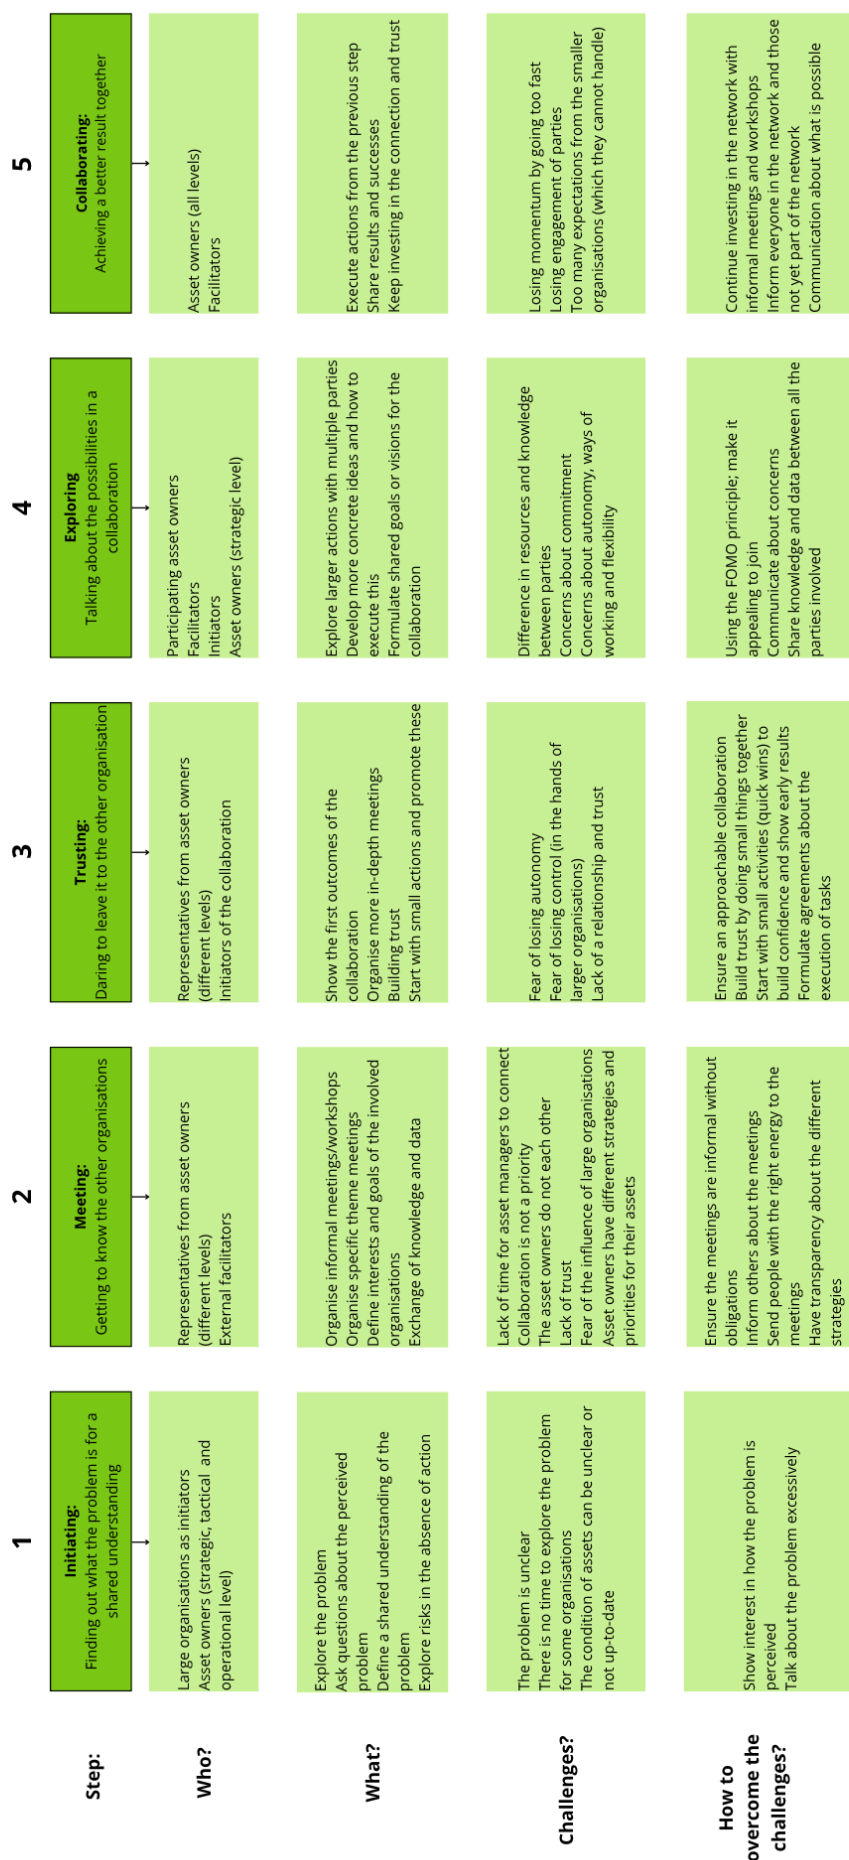 1
2
3
4
5
Step:
Initiating:
Finding out what the problem is for a
shared understanding
Meeting:
Getting to know the other organisations
Trusting:
Daring to leave it to the other organisation
Exploring
Talking about the possibilities in a
collaboration
Collaborating:
Achieving a better result together
Who?
Large organisations as initiators
Asset owners (strategic, tactical and
operational level)
Representatives from asset owners
(different levels)
External facilitators
Representatives from asset owners
(different levels)
Initiators of the collaboration
Participating asset owners
Facilitators
Initiators
Asset owners (strategic level)
Asset owners (all levels)
Facilitators
What?
Explore the problem
Ask questions about the perceived
problem
Define a shared understanding of the
problem
Explore risks in the absence of action
Organise informal meetings/workshops
Organise specific theme meetings
Define interests and goals of the involved
organisations
Exchange of knowledge and data
Show the first outcomes of the
collaboration
Organise more in-depth meetings
Building trust
Start with small actions and promote these
Explore larger actions with multiple parties
Develop more concrete ideas and how to
execute this
Formulate shared goals or visions for the
collaboration
Execute actions from the previous step
Share results and successes
Keep investing in the connection and trust
Challenges?
The problem is unclear
There is no time to explore the problem
for some organisations
The condition of assets can be unclear or
not up-to-date
Lack of time for asset managers to connect
Collaboration is not a priority
The asset owners do not each other
Lack of trust
Fear of the influence of large organisations
Asset owners have different strategies and
priorities for their assets
Fear of losing autonomy
Fear of losing control (in the hands of
larger organisations)
Lack of a relationship and trust
Difference in resources and knowledge
between parties
Concerns about commitment
Concerns about autonomy, ways of
working and flexibility
Losing momentum by going too fast
Losing engagement of parties
Too many expectations from the smaller
organisations (which they cannot handle)
How to
overcome the
challenges?
Show interest in how the problem is
perceived
Talk about the problem excessively
Ensure the meetings are informal without
obligations
Inform others about the meetings
Send people with the right energy to the
meetings
Have transparency about the different
strategies
Ensure an approachable collaboration
Build trust by doing small things together
Start with small activities (quick wins) to
build confidence and show early results
Formulate agreements about the
execution of tasks
Using the FOMO principle; make it
appealing to join
Communicate about concerns
Share knowledge and data between all the
parties involved
Continue investing in the network with
informal meetings and workshops
Inform everyone in the network and those
not yet part of the network
Communication about what is possible